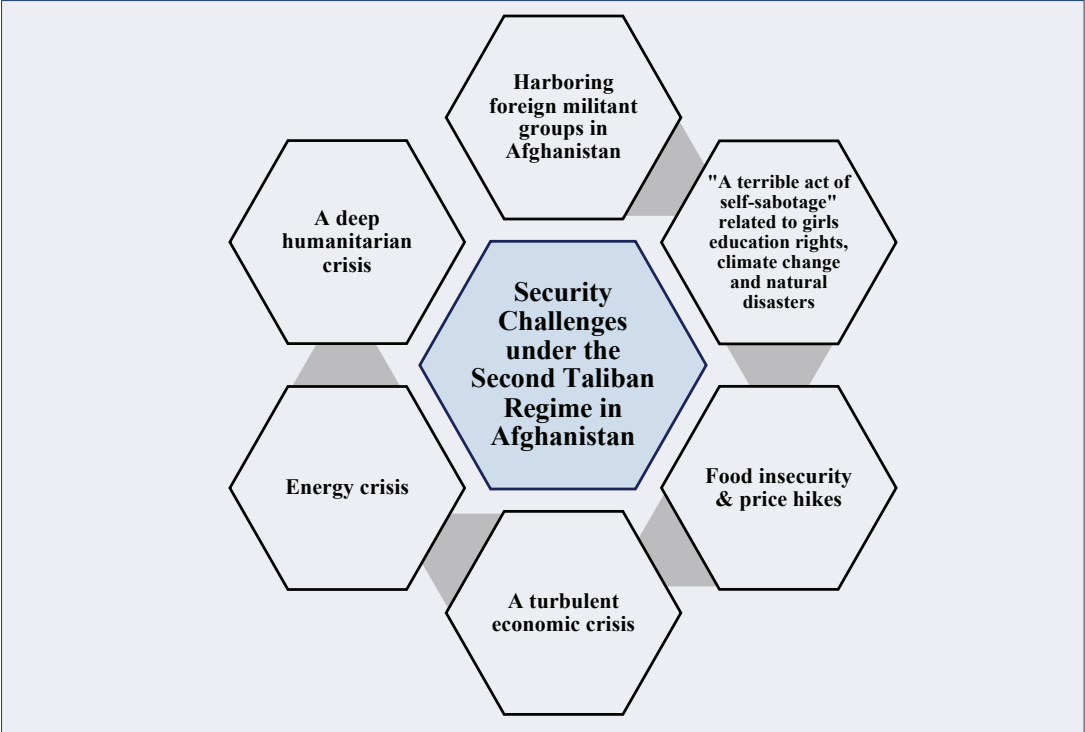 Harboring
foreign militant
groups in
Afghanistan
"A terrible act of
self-sabotage"
related to girls
education rights,
climate change
and natural
disasters
Food insecurity
& price hikes
A turbulent
economic crisis
Energy crisis
A deep
humanitarian
crisis
Security
Challenges
under the
Second Taliban
Regime in
Afghanistan